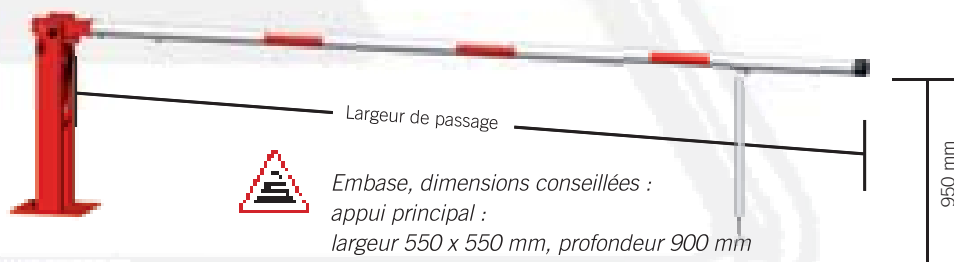 Largeur de passage
Embase, dimensions conseillées :
appui principal :
largeur 550 x 550 mm, profondeur 900 mm
950 mm